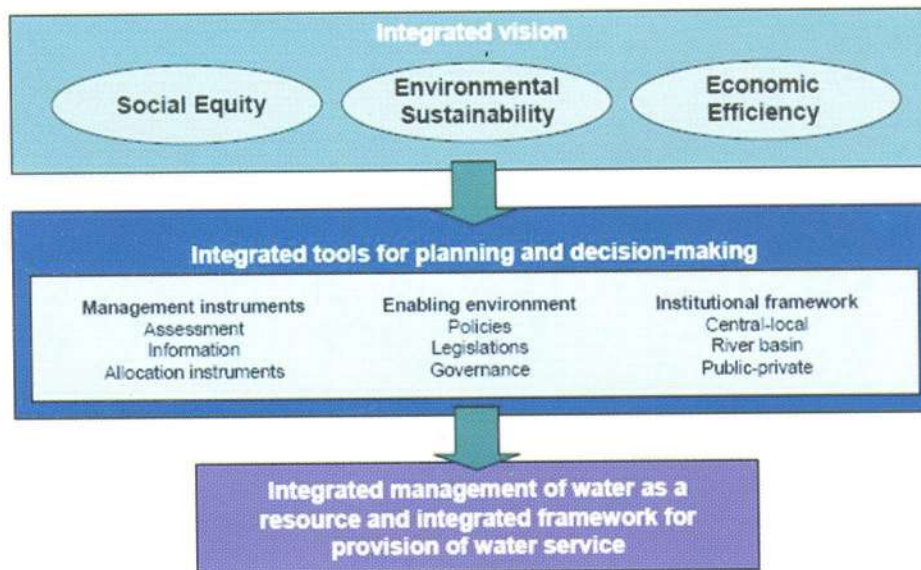 Integrated vision
Social Equity
Environmental
Sustainability
Economic
Efficiency
Integrated tools for planning and decision-making
Management instruments
Assessment
Information
Allocation instruments
Enabling environment
Policies
Legislations
Governance
Institutional framework
Central-local
River basin
Public-private
Integrated management of water as a
resource and integrated framework for
provision of water service